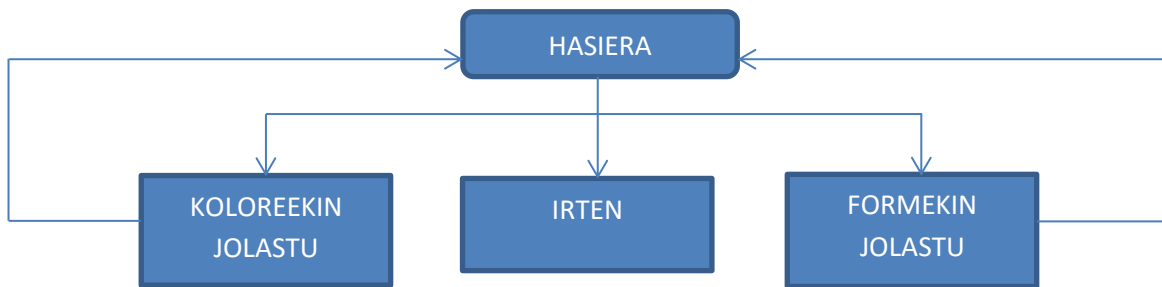 HASIERA
KOLOREEKIN
JOLASTU
IRTEN
FORMEKIN
JOLASTU